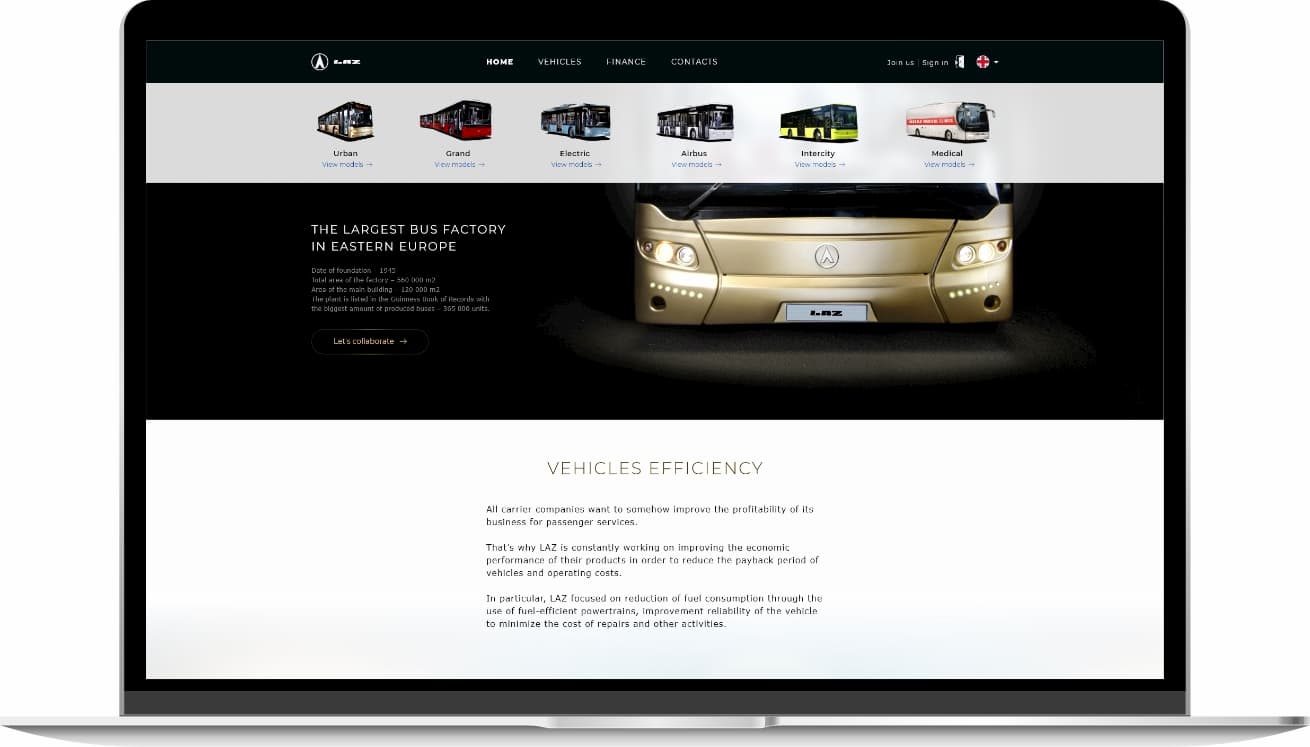 LAZ
HOME VEHICLES FINANCE CONTACTS
Join us | Sign in
Urban Grand Electric Airbus Intercity Medical
View models → View models → View models → View models → View models → View models →
THE LARGEST BUS FACTORY
IN EASTERN EUROPE
Date of foundation – 1945
Total area of the factory – 560 000 m2
Area of the main building – 120 000 m2
The plant is listed in the Guinness Book of Records with
the biggest amount of produced buses – 365 000 units.
Let's collaborate →
LAZ
VEHICLES EFFICIENCY
All carrier companies want to somehow improve the profitability of its
business for passenger services.
That's why LAZ is constantly working on improving the economic
performance of their products in order to reduce the payback period of
vehicles and operating costs.
In particular, LAZ focused on reduction of fuel consumption through the
use of fuel-efficient powertrains, improvement reliability of the vehicle
to minimize the cost of repairs and other activities.